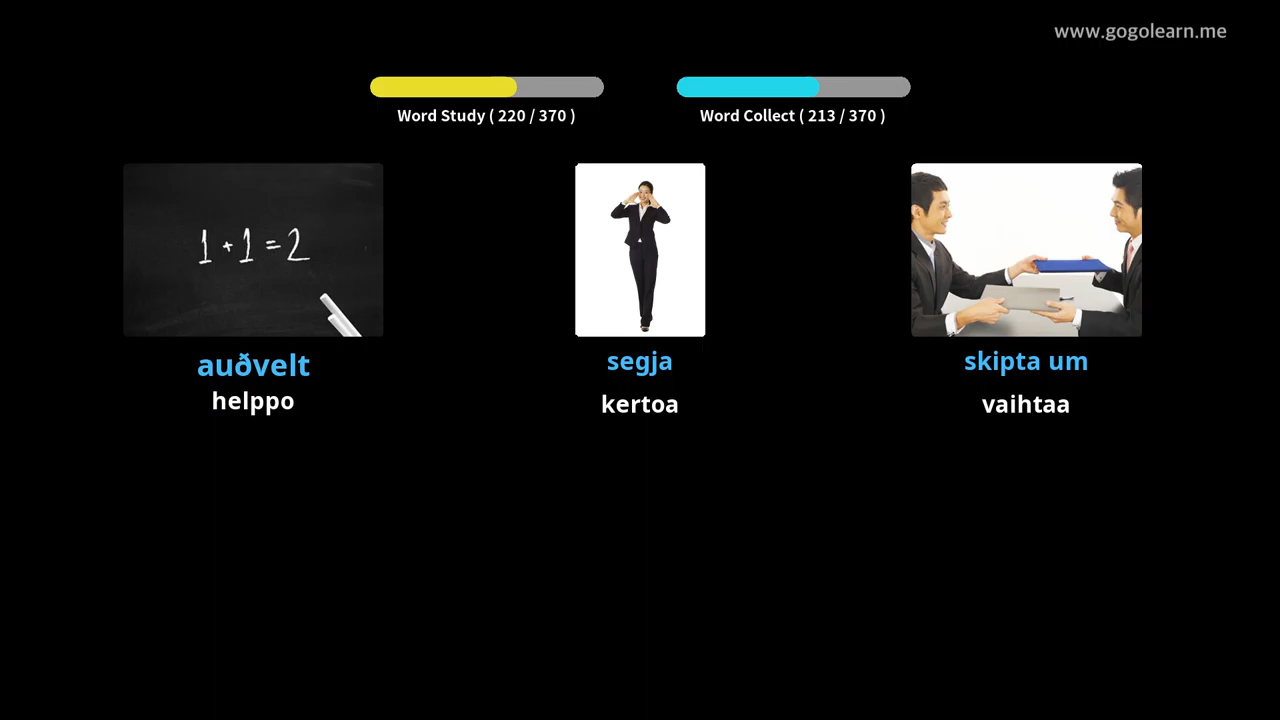 www.gogolearn.me
Word Study ( 220 / 370 )
Word Collect ( 213 / 370 )
1 + 1 = 2
auðvelt
helppo
segja
kertoa
skipta um
vaihtaa